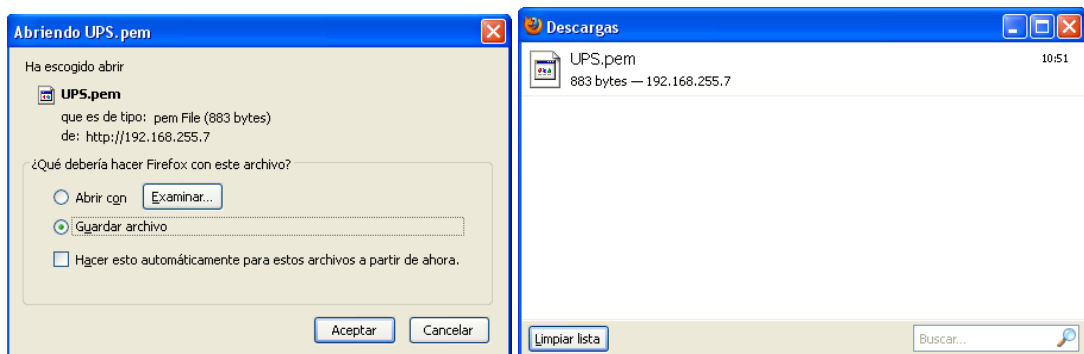 Abriendo UPS.pem
Ha escogido abrir
UPS.pem
que es de tipo: pem File (883 bytes)
de: http://192.168.255.7
¿Qué debería hacer Firefox con este archivo?
Abrir con
Examinar...
Guardar archivo
Hacer esto automáticamente para estos archivos a partir de ahora.
Aceptar
Cancelar
Descargas
UPS.pem
10:51
883 bytes — 192.168.255.7
Limpiar lista
Buscar...